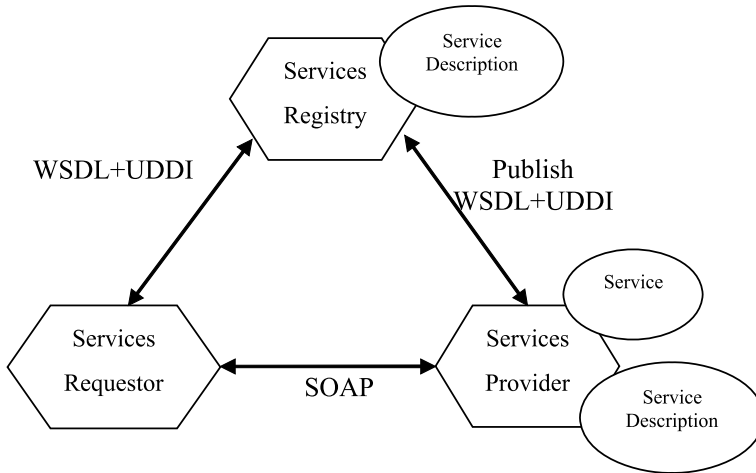 Services
Registry
Service
Description
WSDL+UDDI
Publish
WSDL+UDDI
Services
Requestor
SOAP
Services
Provider
Service
Service
Description